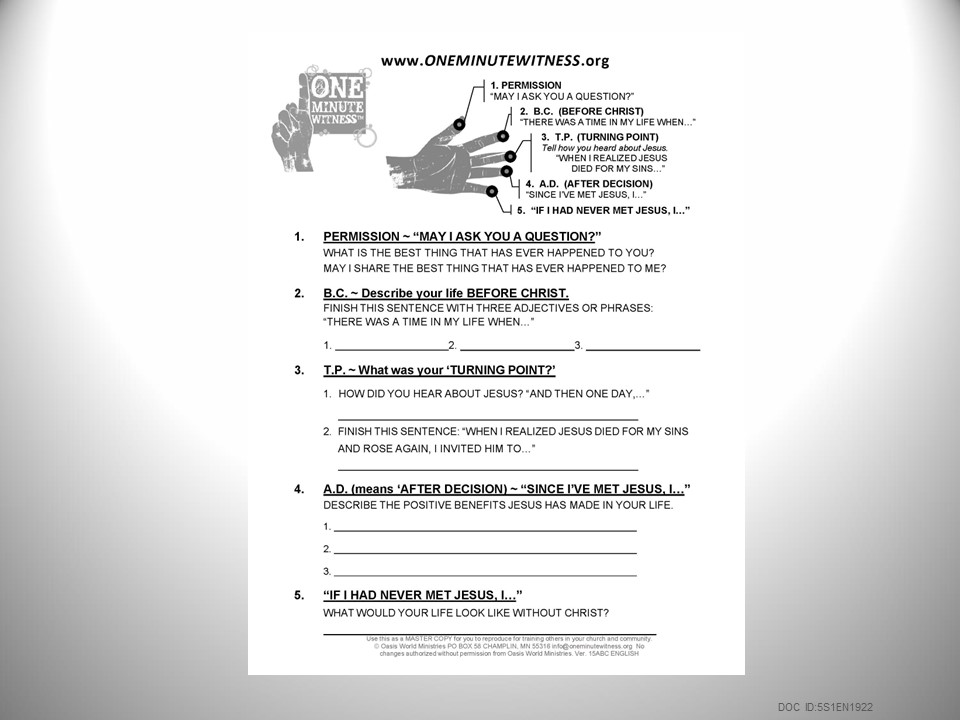 www.ONEMINUTEWITNESS.org
ONE
MINUTE
WITNESS™
1. PERMISSION
“MAY I ASK YOU A QUESTION?”
2. B.C. (BEFORE CHRIST)
“THERE WAS A TIME IN MY LIFE WHEN…”
3. T.P. (TURNING POINT)
Tell how you heard about Jesus.
“WHEN I REALIZED JESUS
DIED FOR MY SINS…”
4. A.D. (AFTER DECISION)
“SINCE I’VE MET JESUS, I…”
5. “IF I HAD NEVER MET JESUS, I…”
1. PERMISSION ~ “MAY I ASK YOU A QUESTION?”
WHAT IS THE BEST THING THAT HAS EVER HAPPENED TO YOU?
MAY I SHARE THE BEST THING THAT HAS EVER HAPPENED TO ME?
2. B.C. ~ Describe your life BEFORE CHRIST.
FINISH THIS SENTENCE WITH THREE ADJECTIVES OR PHRASES:
“THERE WAS A TIME IN MY LIFE WHEN…”
1. ___________________2. ___________________3. ___________________
3. T.P. ~ What was your ‘TURNING POINT?’
1. HOW DID YOU HEAR ABOUT JESUS? “AND THEN ONE DAY,…”
2. FINISH THIS SENTENCE: “WHEN I REALIZED JESUS DIED FOR MY SINS
AND ROSE AGAIN, I INVITED HIM TO…”
4. A.D. (means ‘AFTER DECISION) ~ “SINCE I’VE MET JESUS, I…”
DESCRIBE THE POSITIVE BENEFITS JESUS HAS MADE IN YOUR LIFE.
1.
2.
3.
5. “IF I HAD NEVER MET JESUS, I…”
WHAT WOULD YOUR LIFE LOOK LIKE WITHOUT CHRIST?
Use this as a MASTER COPY for you to reproduce for training others in your church and community.
© Oasis World Ministries PO BOX 58 CHAMPLIN, MN.55316 info@oneminutewitness.org No
changes authorized without permission from Oasis World Ministries. Ver. 15ABC ENGLISH
DOC ID:5S1EN1922